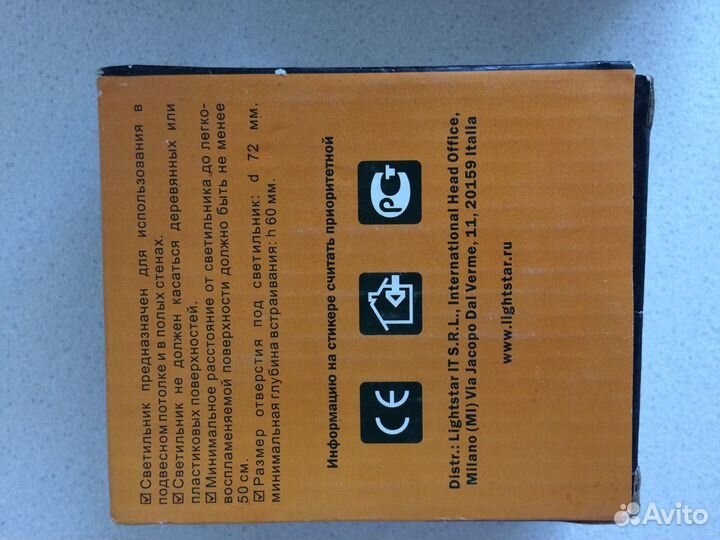 ☑ Светильник предназначен для использования в
подвесном потолке и в полых стенах.
☑ Светильник не должен касаться деревянных или
пластиковых поверхностей.
☑ Минимальное расстояние от светильника до легко-
воспламеняемой поверхности должно быть не менее
50 см.
☑ Размер отверстия под светильник: d 72 мм.
минимальная глубина встраивания: h 60 мм.
Информацию на стикере считать приоритетной
CE
РС
Distr.: Lightstar IT S.R.L., International Head Office,
Milano (MI) Via Jacopo Dal Verme, 11, 20159 Italia
www.lightstar.ru
Avito